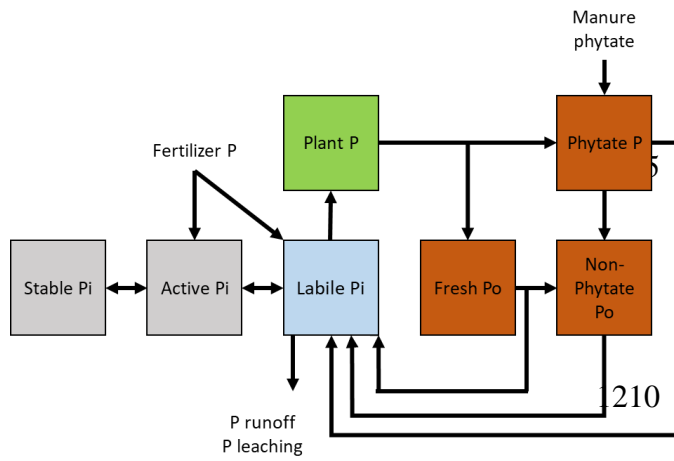 Manure
phytate
Fertilizer P
Plant P
Phytate P
5
Stable Pi
Active Pi
Labile Pi
Fresh Po
Non-
Phytate
Po
1210
P runoff
P leaching